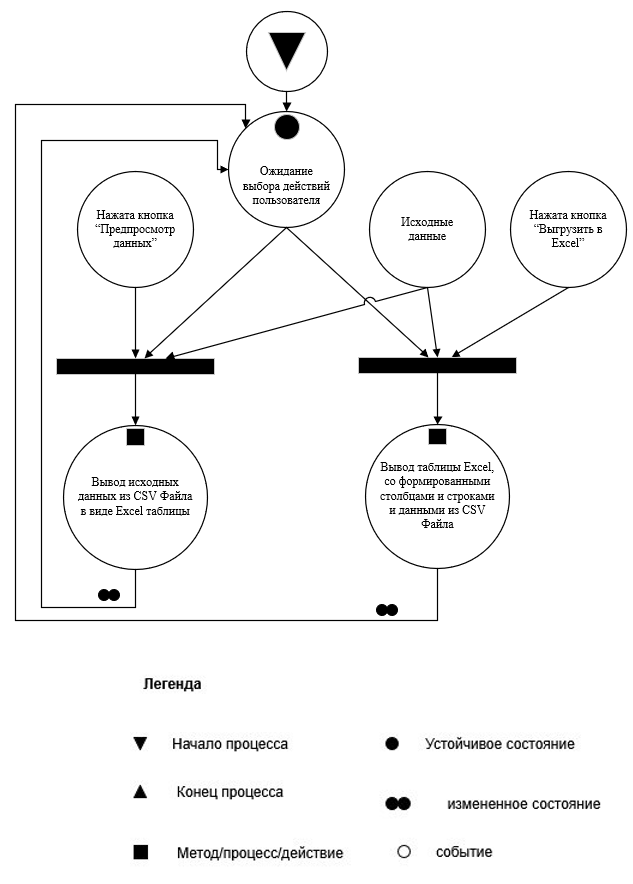 Ожидание
выбора действий
пользователя
Нажата кнопка
“Предпросмотр
данных”
Исходные
данные
Нажата кнопка
“Выгрузить в
Excel”
Вывод исходных
данных из CSV Файла
в виде Excel таблицы
Вывод таблицы Excel,
со формированными
столбцами и строками
и данными из CSV
Файла
Легенда
Начало процесса
Устойчивое состояние
Конец процесса
измененное состояние
Метод/процесс/действие
событие